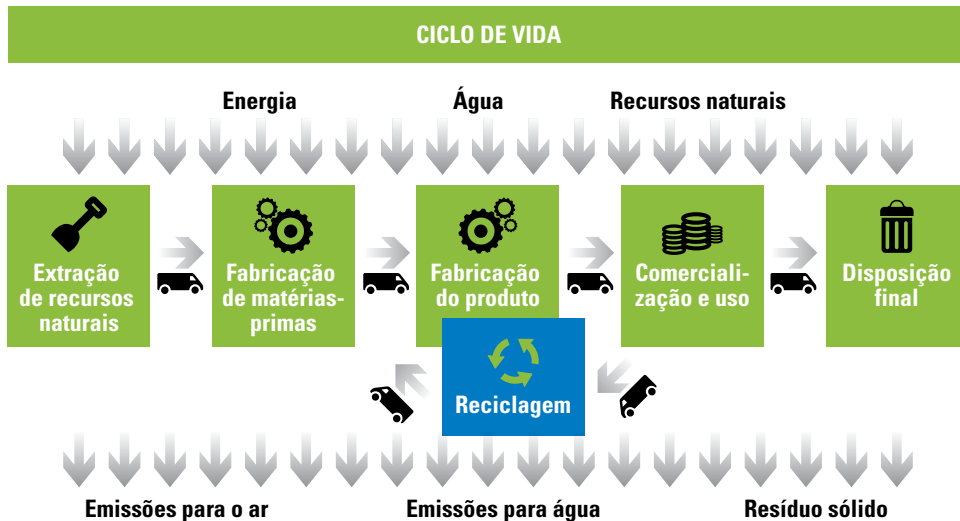 CICLO DE VIDA
Energia
Água
Recursos naturais
Extração
de recursos
naturais
Fabricação
de matérias-
primas
Fabricação
do produto
Comerciali-
zação e uso
Disposição
final
Reciclagem
Emissões para o ar
Emissões para água
Resíduo sólido